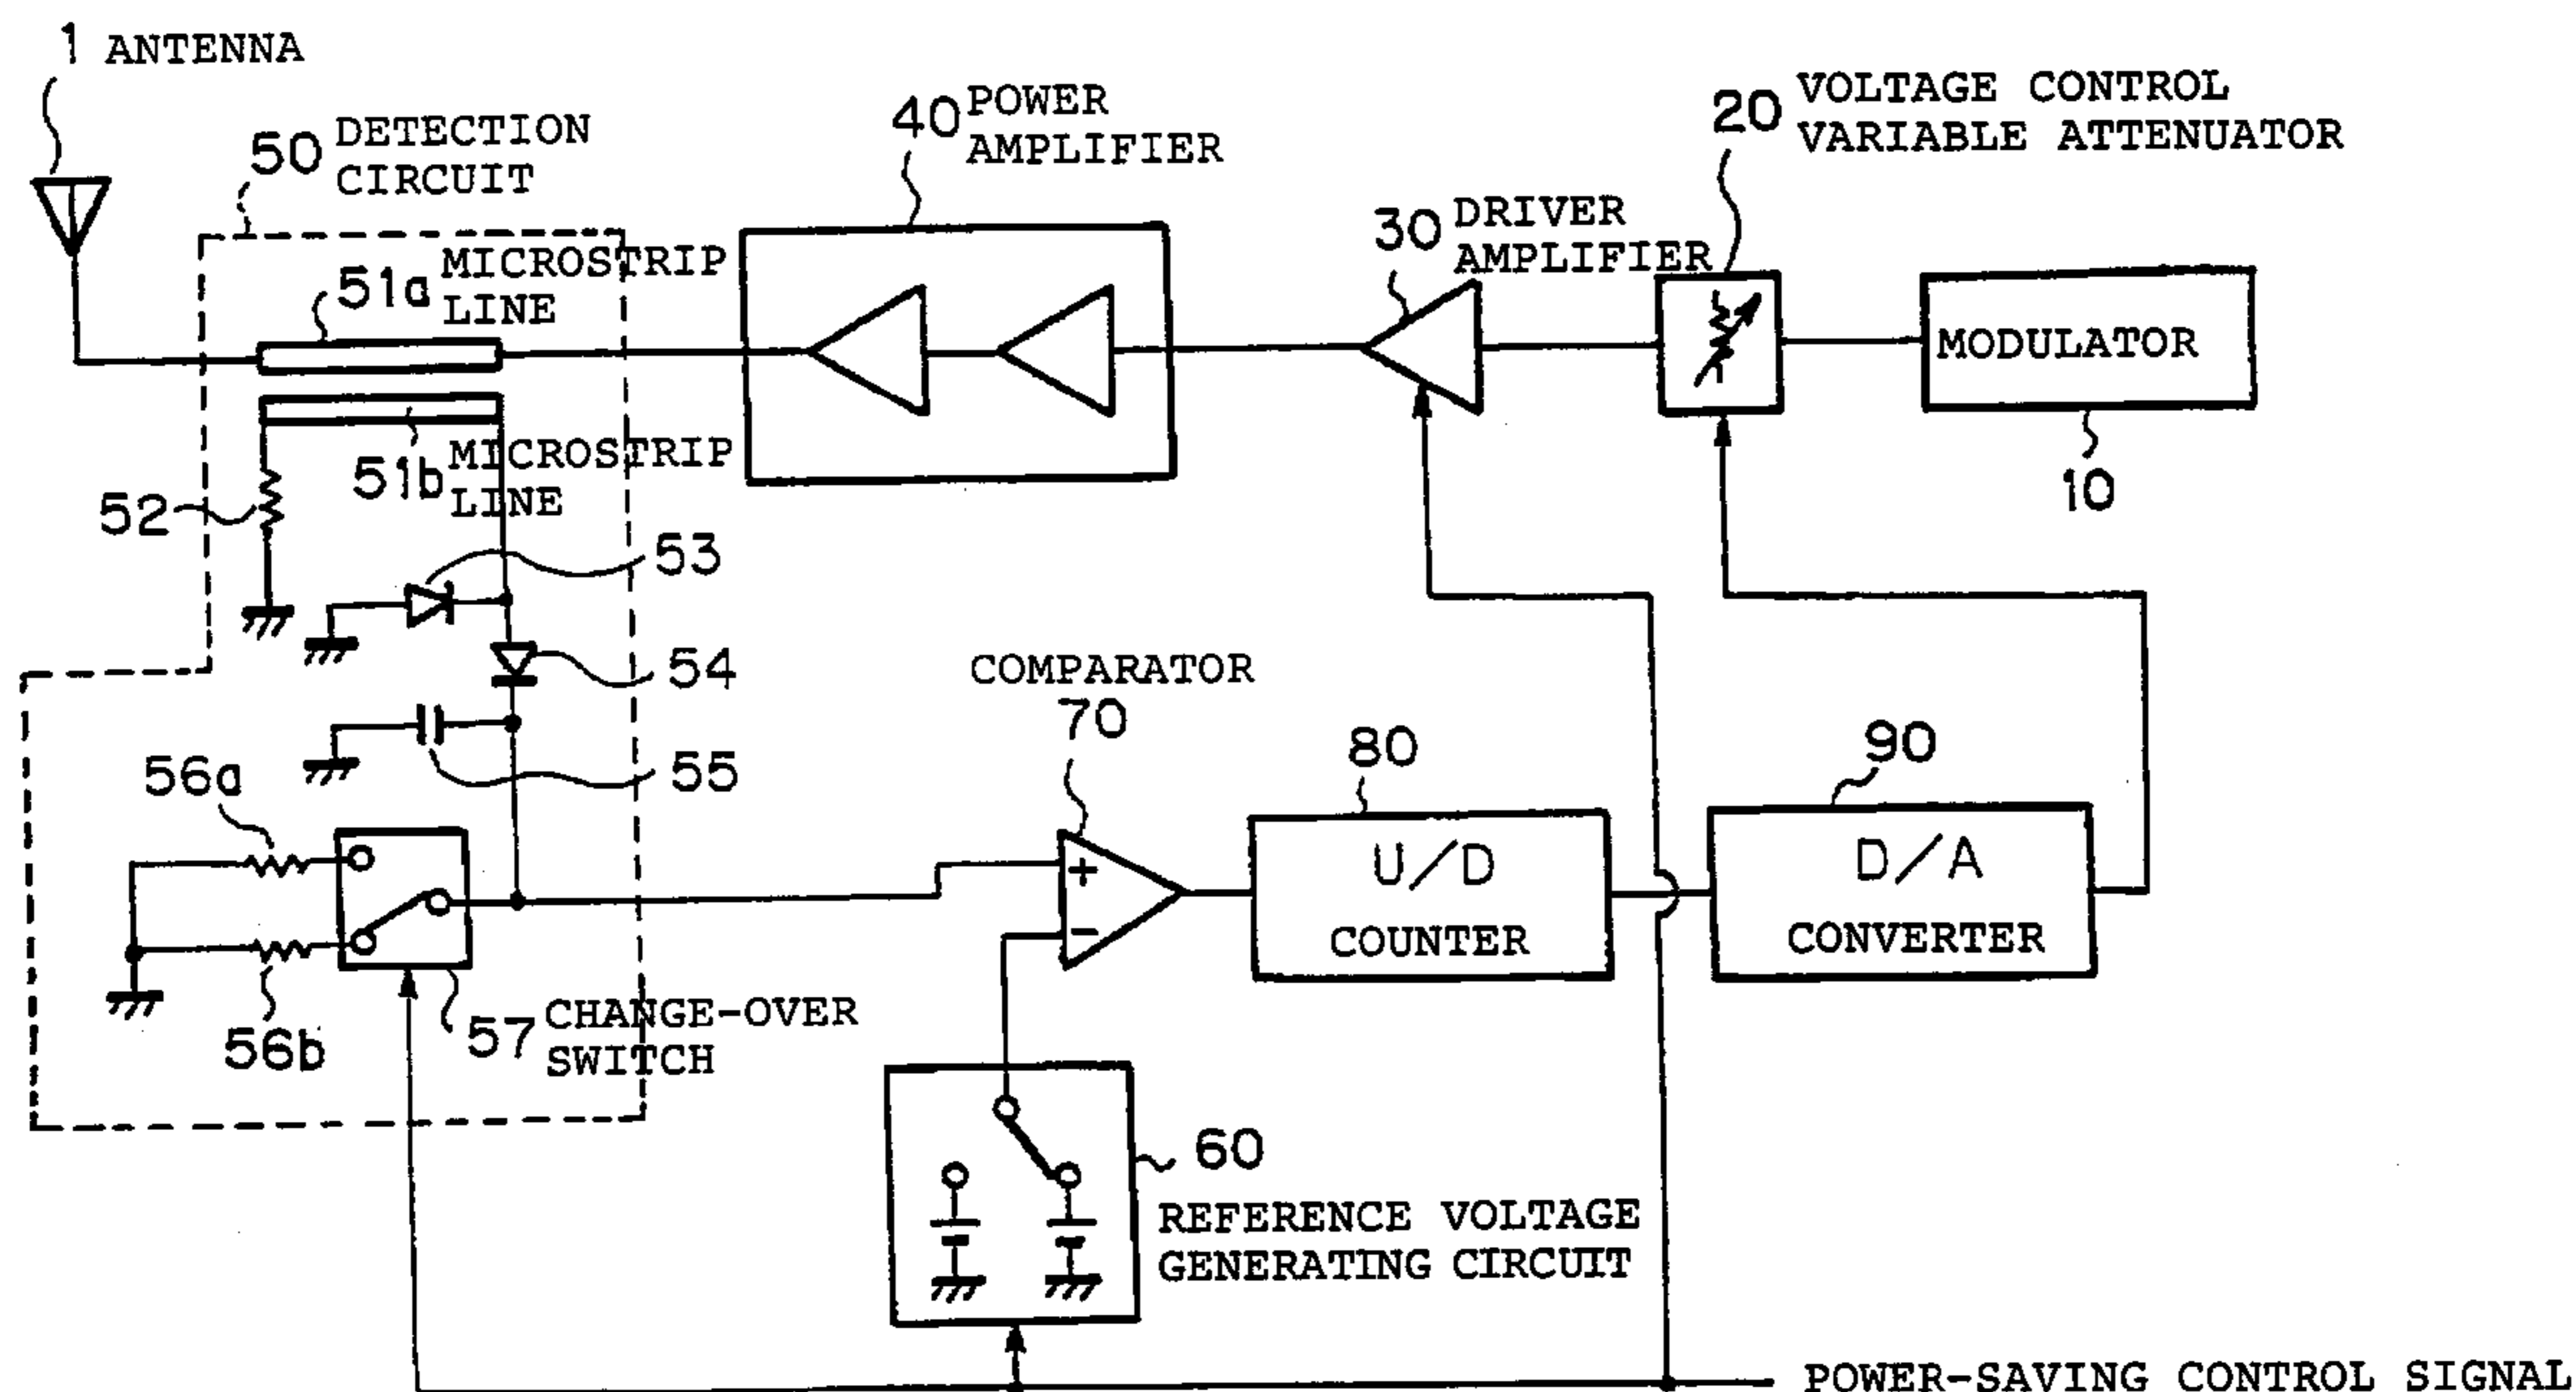 1 ANTENNA
50 DETECTION
CIRCUIT
40 POWER
AMPLIFIER
20 VOLTAGE CONTROL
VARIABLE ATTENUATOR
30 DRIVER
AMPLIFIER
51a MICROSTRIP
LINE
MODULATOR
10
51b MICROSTRIP
LINE
52
53
54
55
COMPARATOR
70
80
90
56a
+
−
U/D
COUNTER
D/A
CONVERTER
56b
57 CHANGE-OVER
SWITCH
60
REFERENCE VOLTAGE
GENERATING CIRCUIT
POWER-SAVING CONTROL SIGNAL